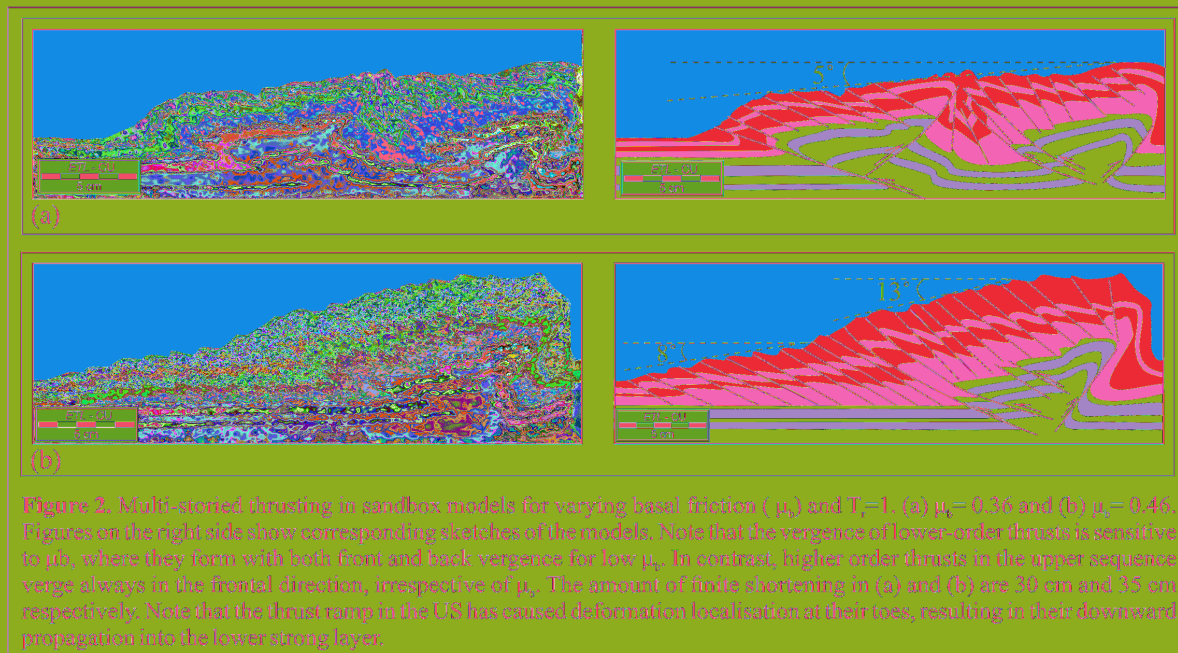 5°
(a)
13°
8°
(b)
Figure 2. Multi-storied thrusting in sandbox models for varying basal friction ( μb) and Tr=1. (a) μb= 0.36 and (b) μb= 0.46.
Figures on the right side show corresponding sketches of the models. Note that the vergence of lower-order thrusts is sensitive
to μb, where they form with both front and back vergence for low μb. In contrast, higher order thrusts in the upper sequence
verge always in the frontal direction, irrespective of μb. The amount of finite shortening in (a) and (b) are 30 cm and 35 cm
respectively. Note that the thrust ramp in the US has caused deformation localisation at their toes, resulting in their downward
propagation into the lower strong layer.